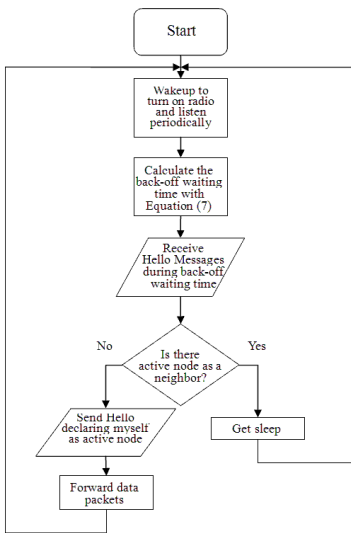 Start
Wakeup to
turn on radio
and listen
periodically
Calculate the
back-off waiting
time with
Equation (7)
Receive
Hello Messages
during back-off
waiting time
No
Is there
active node as a
neighbor?
Yes
Send Hello
declaring myself
as active node
Get sleep
Forward data
packets